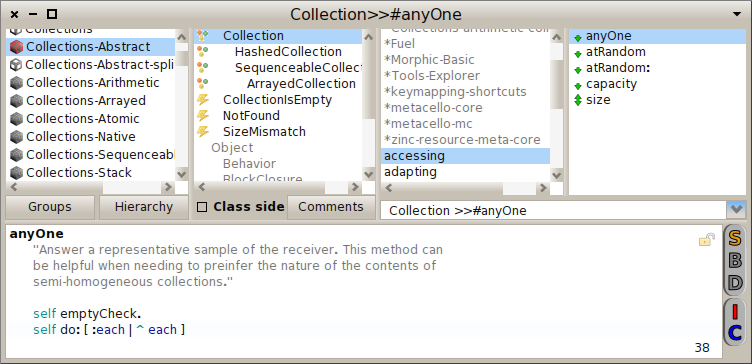 Collection>>#anyOne
Collections
Collections-Abstract
Collections-Abstract-spli
Collections-Arithmetic
Collections-Arrayed
Collections-Atomic
Collections-Native
Collections-Sequenceab
Collections-Stack
Collection
HashedCollection
SequenceableCollect
ArrayedCollection
CollectionIsEmpty
NotFound
SizeMismatch
Object
Behavior
BlockClosure
*Collections-arithmetic-colle
*Fuel
*Morphic-Basic
*Tools-Explorer
*keymapping-shortcuts
*metacello-core
*metacello-mc
*zinc-resource-meta-core
accessing
adapting
anyOne
atRandom
atRandom:
capacity
size
Groups
Hierarchy
Class side
Comments
Collection >>#anyOne
anyOne
"Answer a representative sample of the receiver. This method can
be helpful when needing to preinfer the nature of the contents of
semi-homogeneous collections."
self emptyCheck.
self do: [ :each | ^ each ]
38
S
B
D
I
C